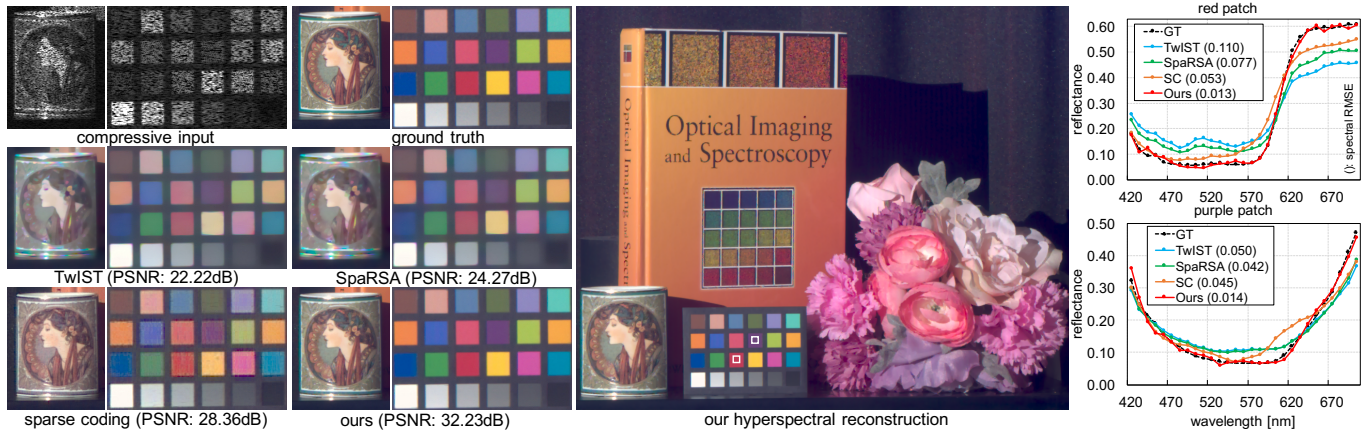 compressive input
ground truth
TwIST (PSNR: 22.22dB)
SpaRSA (PSNR: 24.27dB)
sparse coding (PSNR: 28.36dB)
ours (PSNR: 32.23dB)
Optical Imaging
and Spectroscopy
Optical Imaging and Spectr
our hyperspectral reconstruction
red patch
reflectance
0.60
0.50
0.40
0.30
0.20
0.10
0.00
GT
TwIST (0.110)
SpaRSA (0.077)
SC (0.053)
Ours (0.013)
(): spectral RMSE
420 470 520 570 620 670
purple patch
reflectance
0.50
0.40
0.30
0.20
0.10
0.00
GT
TwIST (0.050)
SpaRSA (0.042)
SC (0.045)
Ours (0.014)
420 470 520 570 620 670
wavelength [nm]